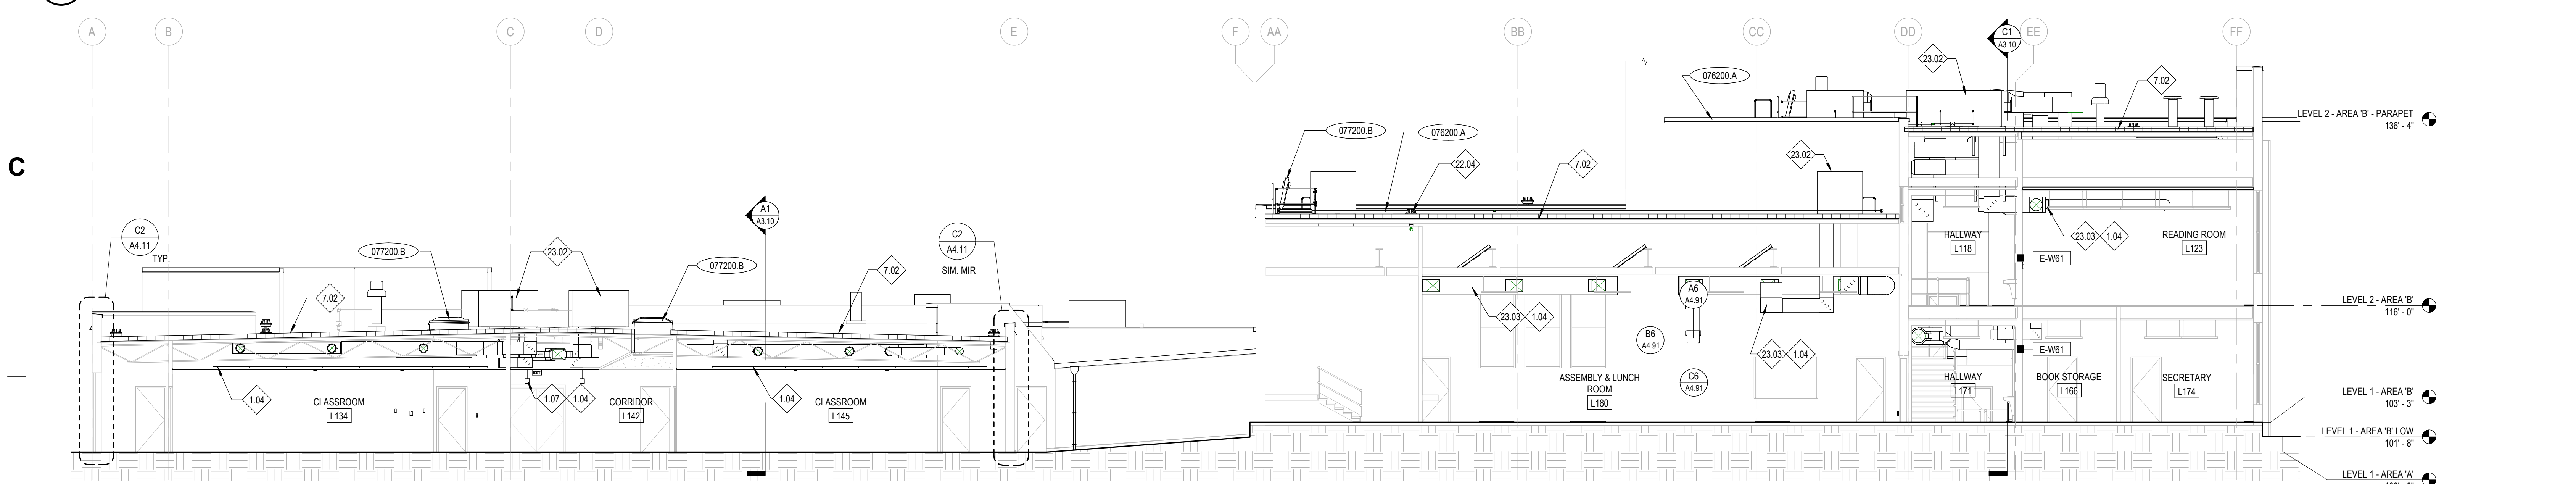 A
B
C
D
E
F
AA
BB
CC
DD
EE
FF
C1
A3.10
23.02
076200.A
7.02
LEVEL 2 - AREA 'B' - PARAPET
136' - 4"
077200.B
076200.A
22.04
7.02
23.02
C
A1
A3.10
C2
A4.11
TYP.
077200.B
23.02
077200.B
7.02
C2
A4.11
SIM. MIR
7.02
HALLWAY
L118
23.03
1.04
READING ROOM
L123
E-W61
LEVEL 2 - AREA 'B'
116' - 0"
A6
A4.91
23.03
1.04
B6
A4.91
23.03
1.04
C6
A4.91
E-W61
EXIT
1.04
CLASSROOM
L134
1.07
1.04
CORRIDOR
L142
1.04
CLASSROOM
L145
ASSEMBLY & LUNCH
ROOM
L180
HALLWAY
L171
BOOK STORAGE
L166
SECRETARY
L174
LEVEL 1 - AREA 'B'
103' - 3"
LEVEL 1 - AREA 'B' LOW
101' - 8"
LEVEL 1 - AREA 'A'